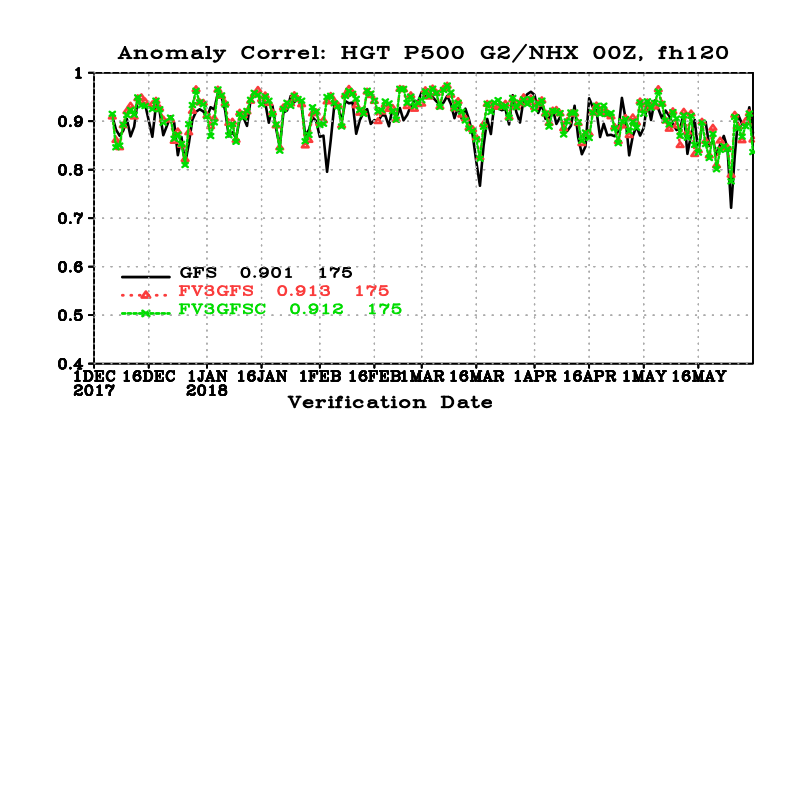 Anomaly Correl: HGT P500 G2/NHX 00Z, fh120
1
0.9
0.8
0.7
0.6
0.5
0.4
GFS 0.901 175
FV3GFS 0.913 175
FV3GFSC 0.912 175
1DEC 16DEC 1JAN 16JAN 1FEB 16FEB 1MAR 16MAR 1APR 16APR 1MAY 16MAY
2017 2018
Verification Date